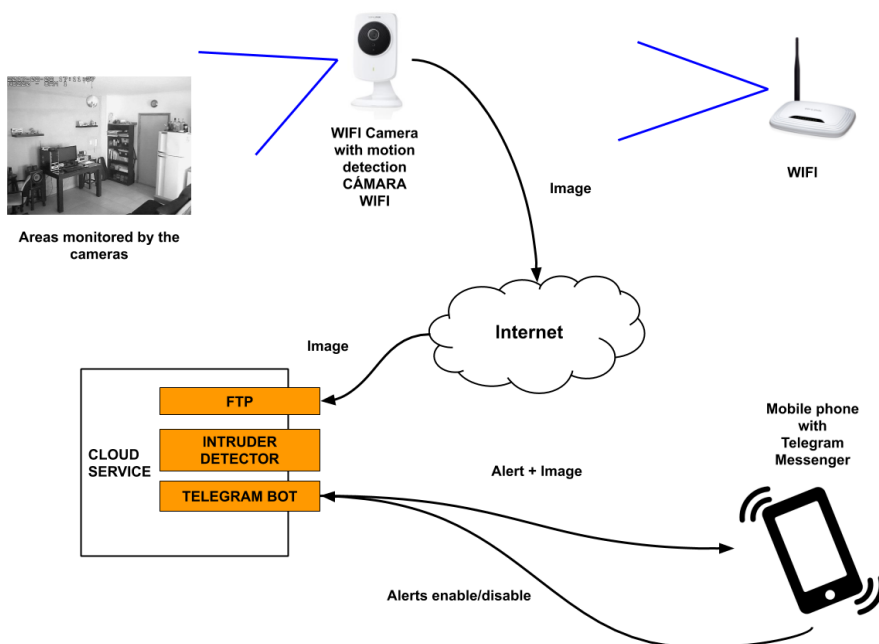 WIFI Camera
with motion
detection
CÁMARA
WIFI
WIFI
Areas monitored by the
cameras
Image
Internet
Image
FTP
INTRUDER
DETECTOR
CLOUD
SERVICE
TELEGRAM BOT
Mobile phone
with
Telegram
Messenger
Alert + Image
Alerts enable/disable